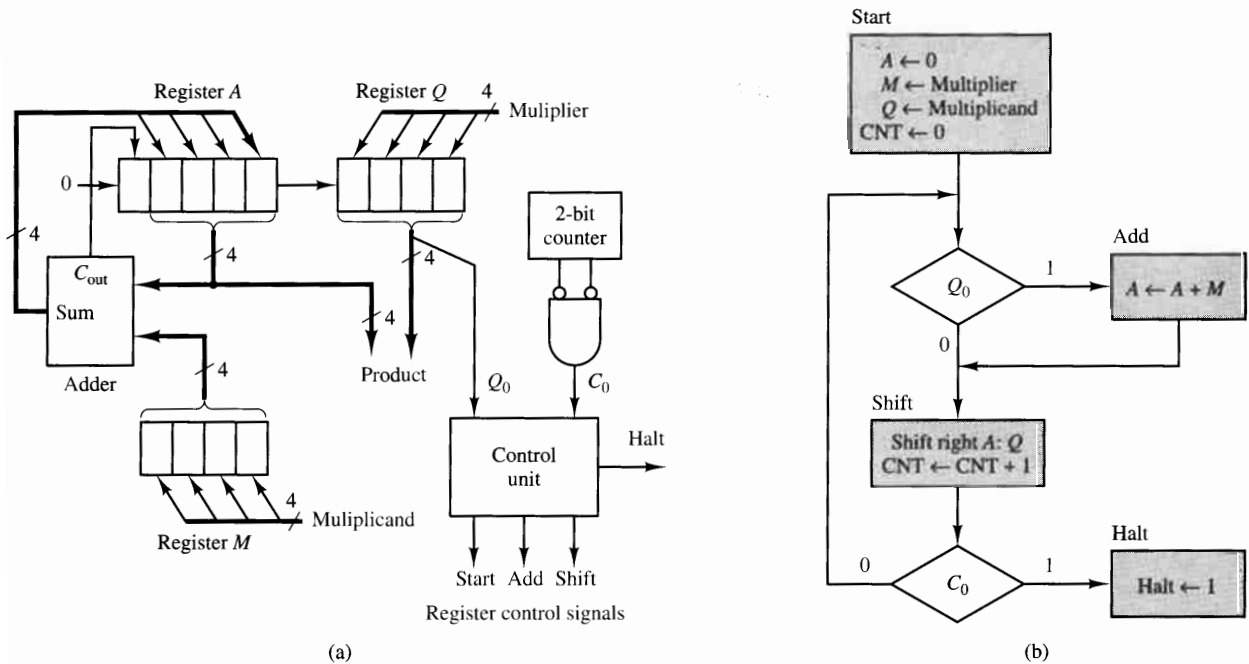 Register A
Register Q
4
Muliplier
0
4
4
4
2-bit
counter
C_out
Sum
4
4
Adder
Product
Q_0
C_0
Control
unit
Halt
4
Muliplicand
Register M
Start Add Shift
Register control signals
(a)
Start
A ← 0
M ← Multiplier
Q ← Multiplicand
CNT ← 0
Q_0
1
0
Add
A ← A + M
Shift
Shift right A: Q
CNT ← CNT + 1
C_0
0
1
Halt
Halt ← 1
(b)